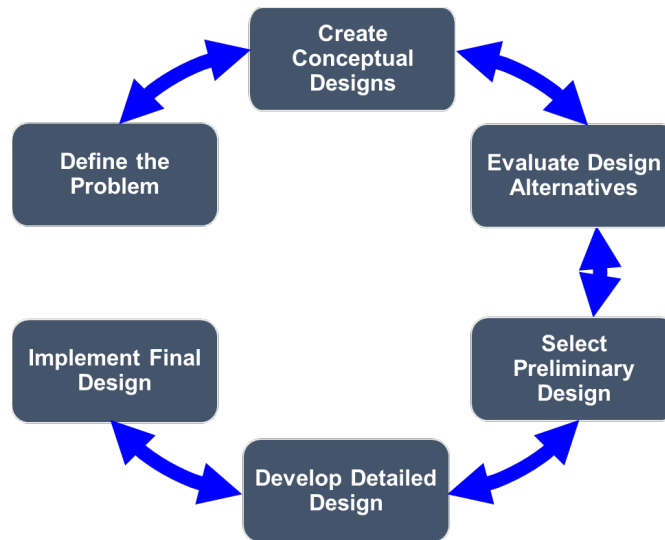 Create
Conceptual
Designs
Define the
Problem
Evaluate Design
Alternatives
Implement Final
Design
Select
Preliminary
Design
Develop Detailed
Design